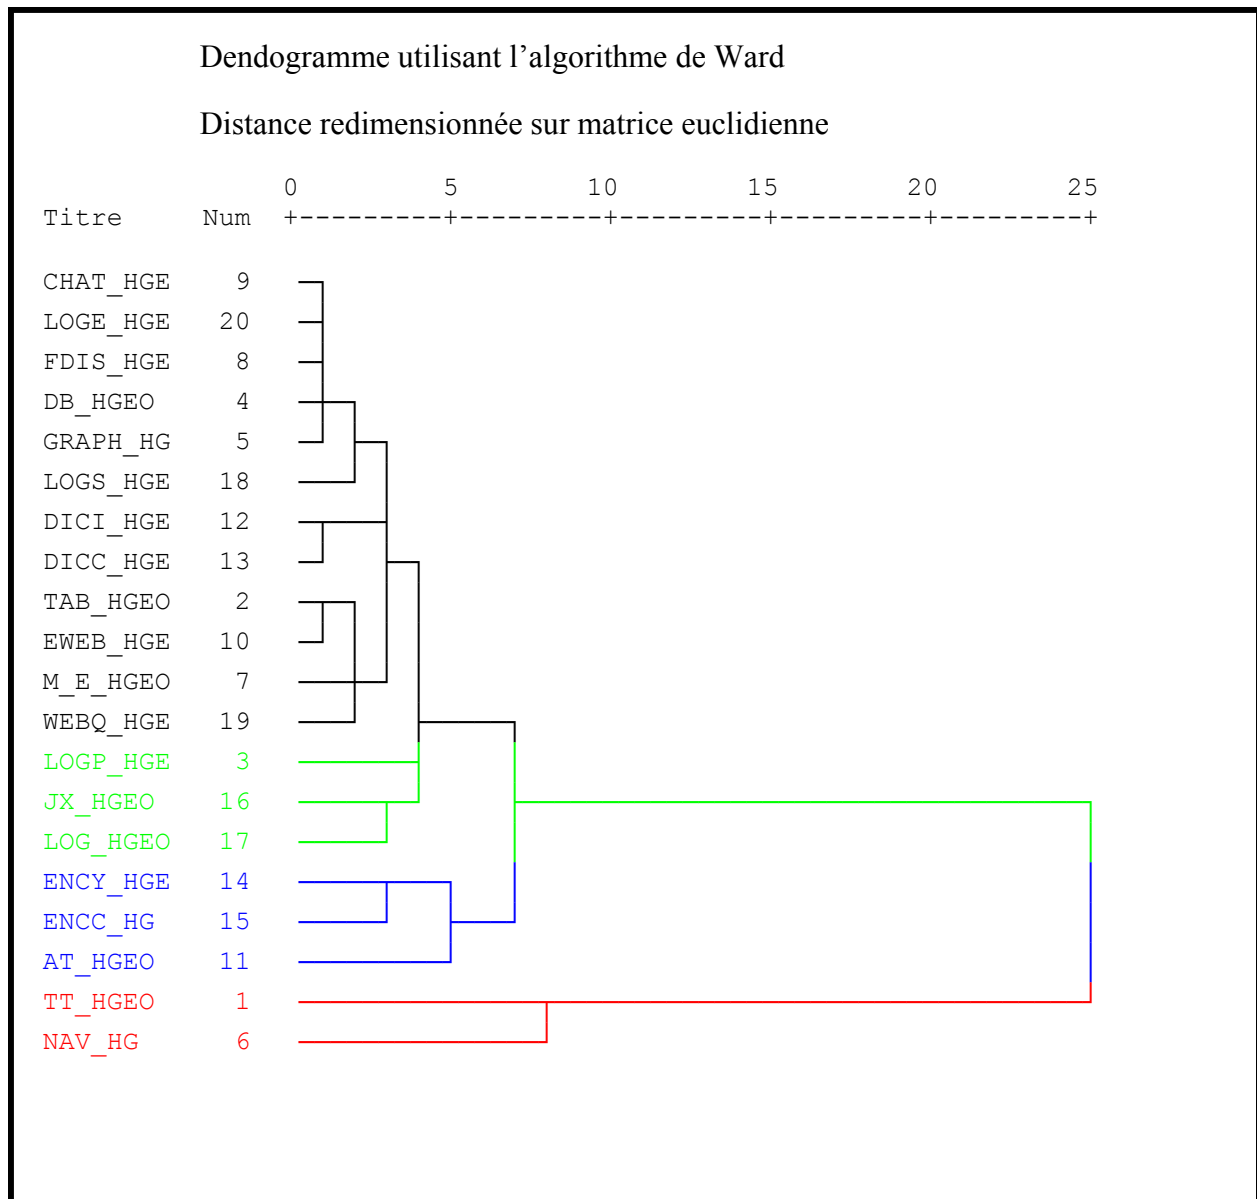 Dendogramme utilisant l’algorithme de Ward
Distance redimensionnée sur matrice euclidienne
0 5 10 15 20 25
Titre Num +---------+---------+---------+---------+---------+
CHAT_HGE 9
LOGE_HGE 20
FDIS_HGE 8
DB_HGEO 4
GRAPH_HG 5
LOGS_HGE 18
DICI_HGE 12
DICC_HGE 13
TAB_HGEO 2
EWEB_HGE 10
M_E_HGEO 7
WEBQ_HGE 19
LOGP_HGE 3
JX_HGEO 16
LOG_HGEO 17
ENCY_HGE 14
ENCC_HG 15
AT_HGEO 11
TT_HGEO 1
NAV_HG 6